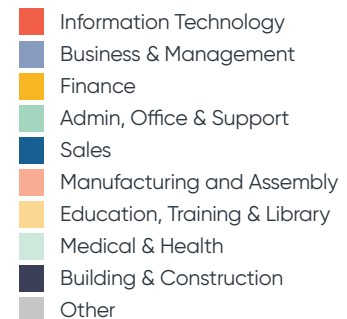 Information Technology
Business & Management
Finance
Admin, Office & Support
Sales
Manufacturing and Assembly
Education, Training & Library
Medical & Health
Building & Construction
Other